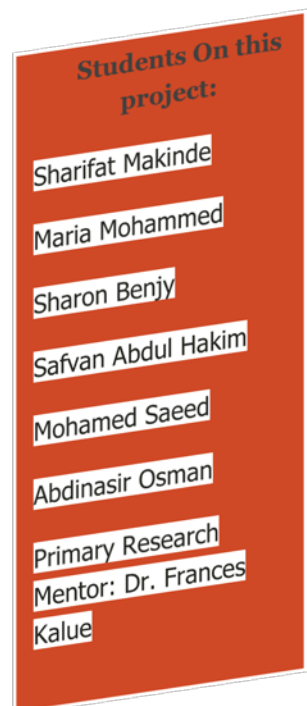 Students On this
project:
Sharifat Makinde
Maria Mohammed
Sharon Benjy
Safvan Abdul Hakim
Mohamed Saeed
Abdinasir Osman
Primary Research
Mentor: Dr. Frances
Kalue